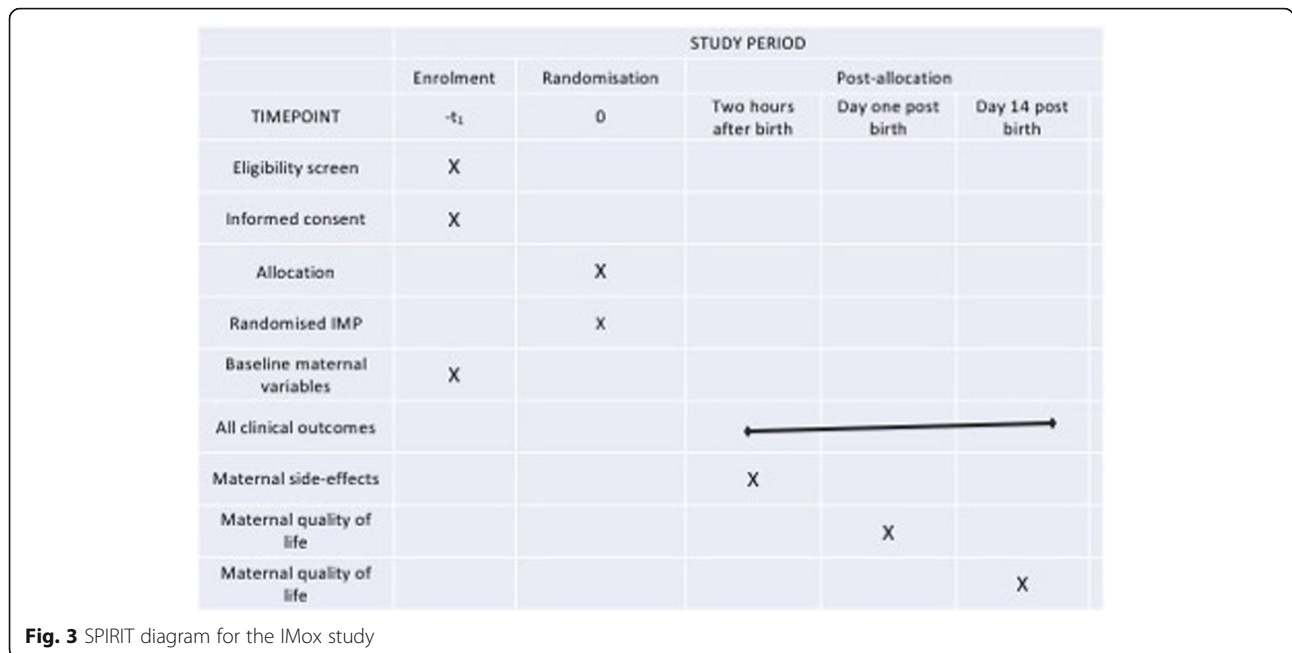 STUDY PERIOD
Enrolment Randomisation Post-allocation
TIMEPOINT -t₁ 0 Two hours after birth Day one post birth Day 14 post birth
Eligibility screen X
Informed consent X
Allocation X
Randomised IMP X
Baseline maternal
variables X
All clinical outcomes
Maternal side-effects X
Maternal quality of
life X
Maternal quality of
life X
Fig. 3 SPIRIT diagram for the IMox study